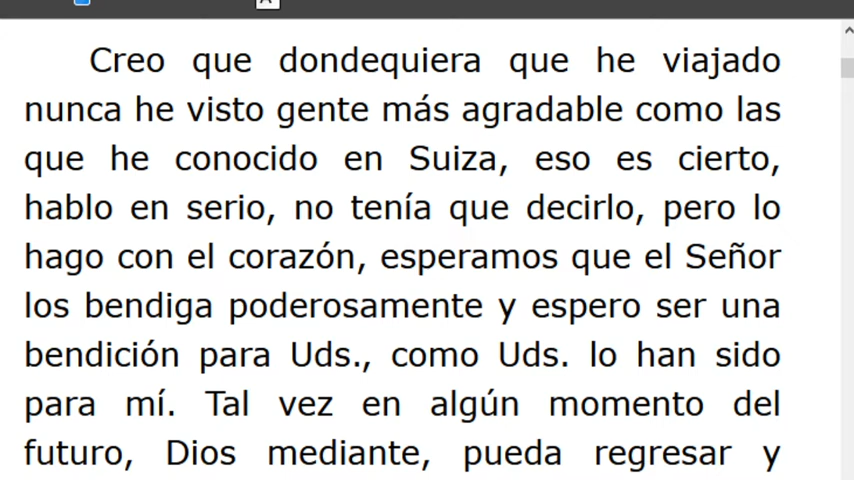 Creo que dondequiera que he viajado
nunca he visto gente más agradable como las
que he conocido en Suiza, eso es cierto,
hablo en serio, no tenía que decirlo, pero lo
hago con el corazón, esperamos que el Señor
los bendiga poderosamente y espero ser una
bendición para Uds., como Uds. lo han sido
para mí. Tal vez en algún momento del
futuro, Dios mediante, pueda regresar y